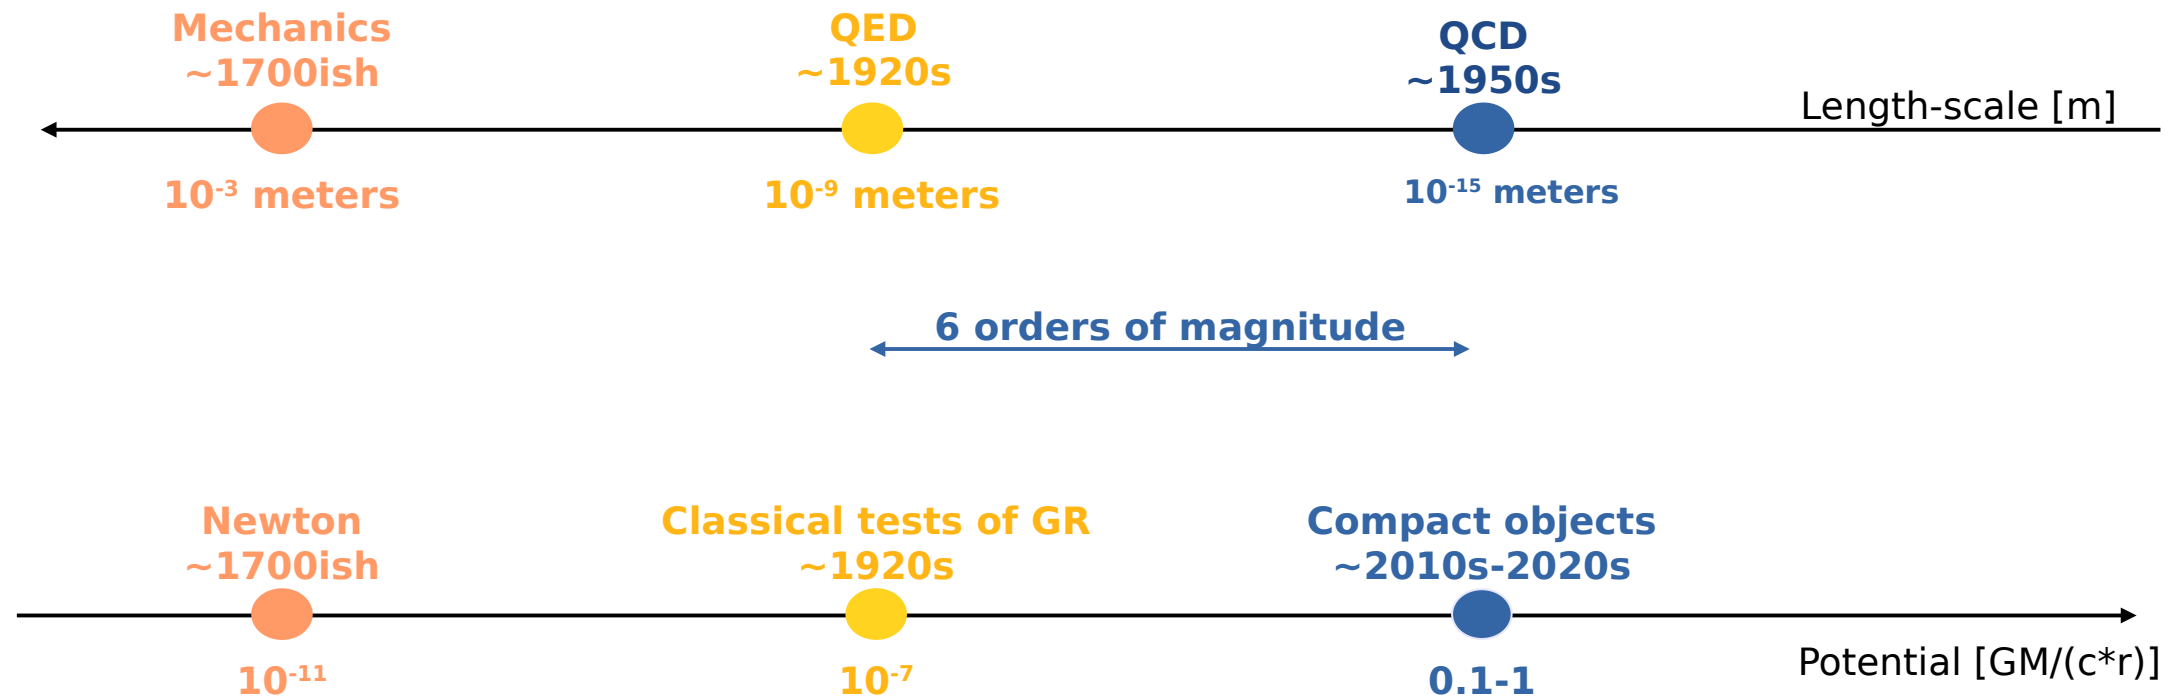 Mechanics
~1700ish
QED
~1920s
QCD
~1950s
Length-scale [m]
10⁻³ meters
10⁻⁹ meters
10⁻¹⁵ meters
6 orders of magnitude
Newton
~1700ish
Classical tests of GR
~1920s
Compact objects
~2010s-2020s
10⁻¹¹
10⁻⁷
0.1-1
Potential [GM/(c*r)]